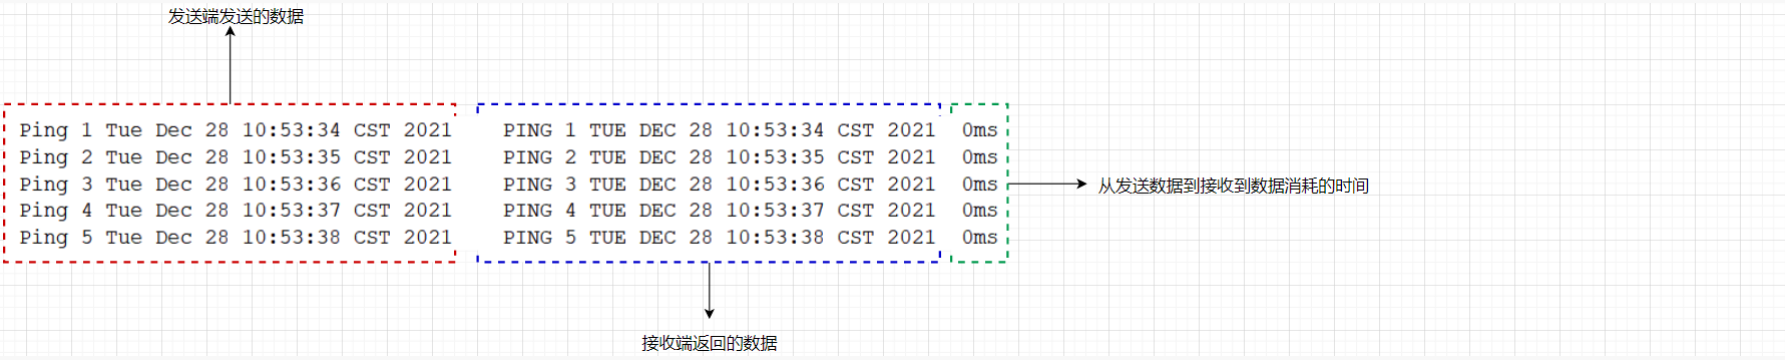 发送端发送的数据
Ping 1 Tue Dec 28 10:53:34 CST 2021 PING 1 TUE DEC 28 10:53:34 CST 2021 0ms
Ping 2 Tue Dec 28 10:53:35 CST 2021 PING 2 TUE DEC 28 10:53:35 CST 2021 0ms
Ping 3 Tue Dec 28 10:53:36 CST 2021 PING 3 TUE DEC 28 10:53:36 CST 2021 0ms
从发送数据到接收到数据消耗的时间
Ping 4 Tue Dec 28 10:53:37 CST 2021 PING 4 TUE DEC 28 10:53:37 CST 2021 0ms
Ping 5 Tue Dec 28 10:53:38 CST 2021 PING 5 TUE DEC 28 10:53:38 CST 2021 0ms
接收端返回的数据